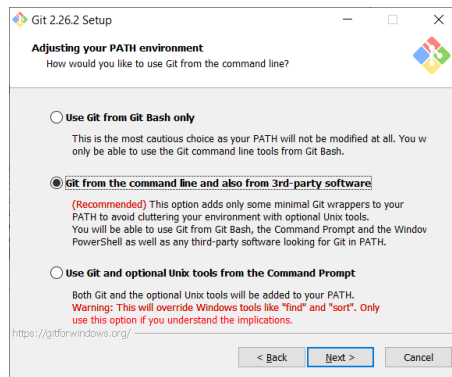 Git 2.26.2 Setup
Adjusting your PATH environment
How would you like to use Git from the command line?
Use Git from Git Bash only
This is the most cautious choice as your PATH will not be modified at all. You w
only be able to use the Git command line tools from Git Bash.
Git from the command line and also from 3rd-party software
(Recommended) This option adds only some minimal Git wrappers to your
PATH to avoid cluttering your environment with optional Unix tools.
You will be able to use Git from Git Bash, the Command Prompt and the Window
PowerShell as well as any third-party software looking for Git in PATH.
Use Git and optional Unix tools from the Command Prompt
Both Git and the optional Unix tools will be added to your PATH.
Warning: This will override Windows tools like "find" and "sort". Only
use this option if you understand the implications.
https://gitforwindows.org/
< Back Next > Cancel